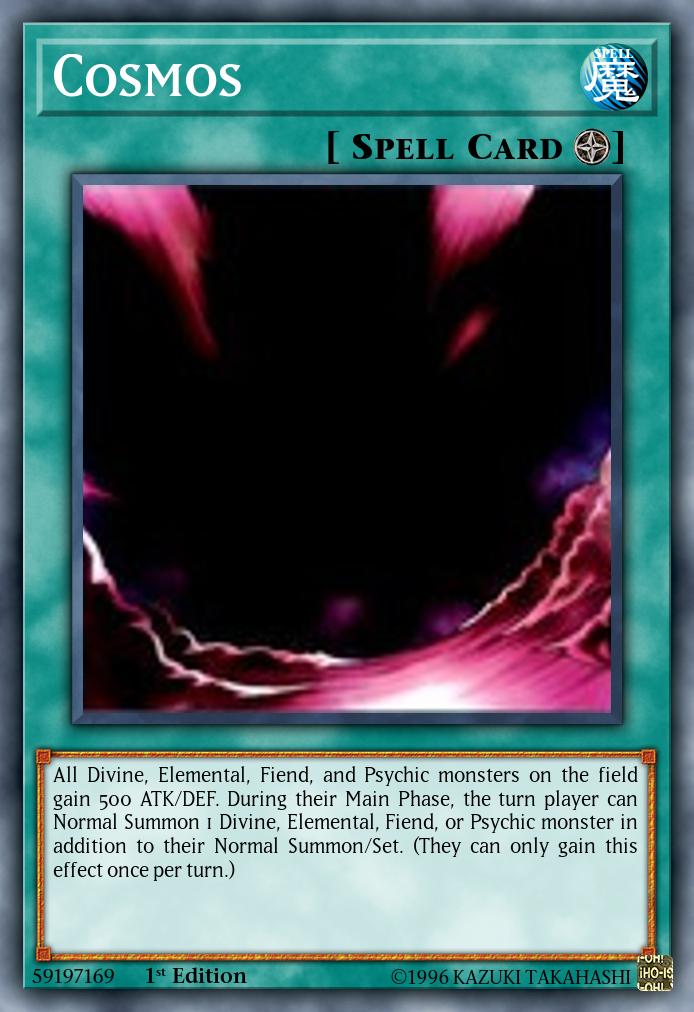 Cosmos
SPELL
魔
[ Spell Card ]
All Divine, Elemental, Fiend, and Psychic monsters on the field
gain 500 ATK/DEF. During their Main Phase, the turn player can
Normal Summon 1 Divine, Elemental, Fiend, or Psychic monster in
addition to their Normal Summon/Set. (They can only gain this
effect once per turn.)
59197169 1st Edition ©1996 KAZUKI TAKAHASHI